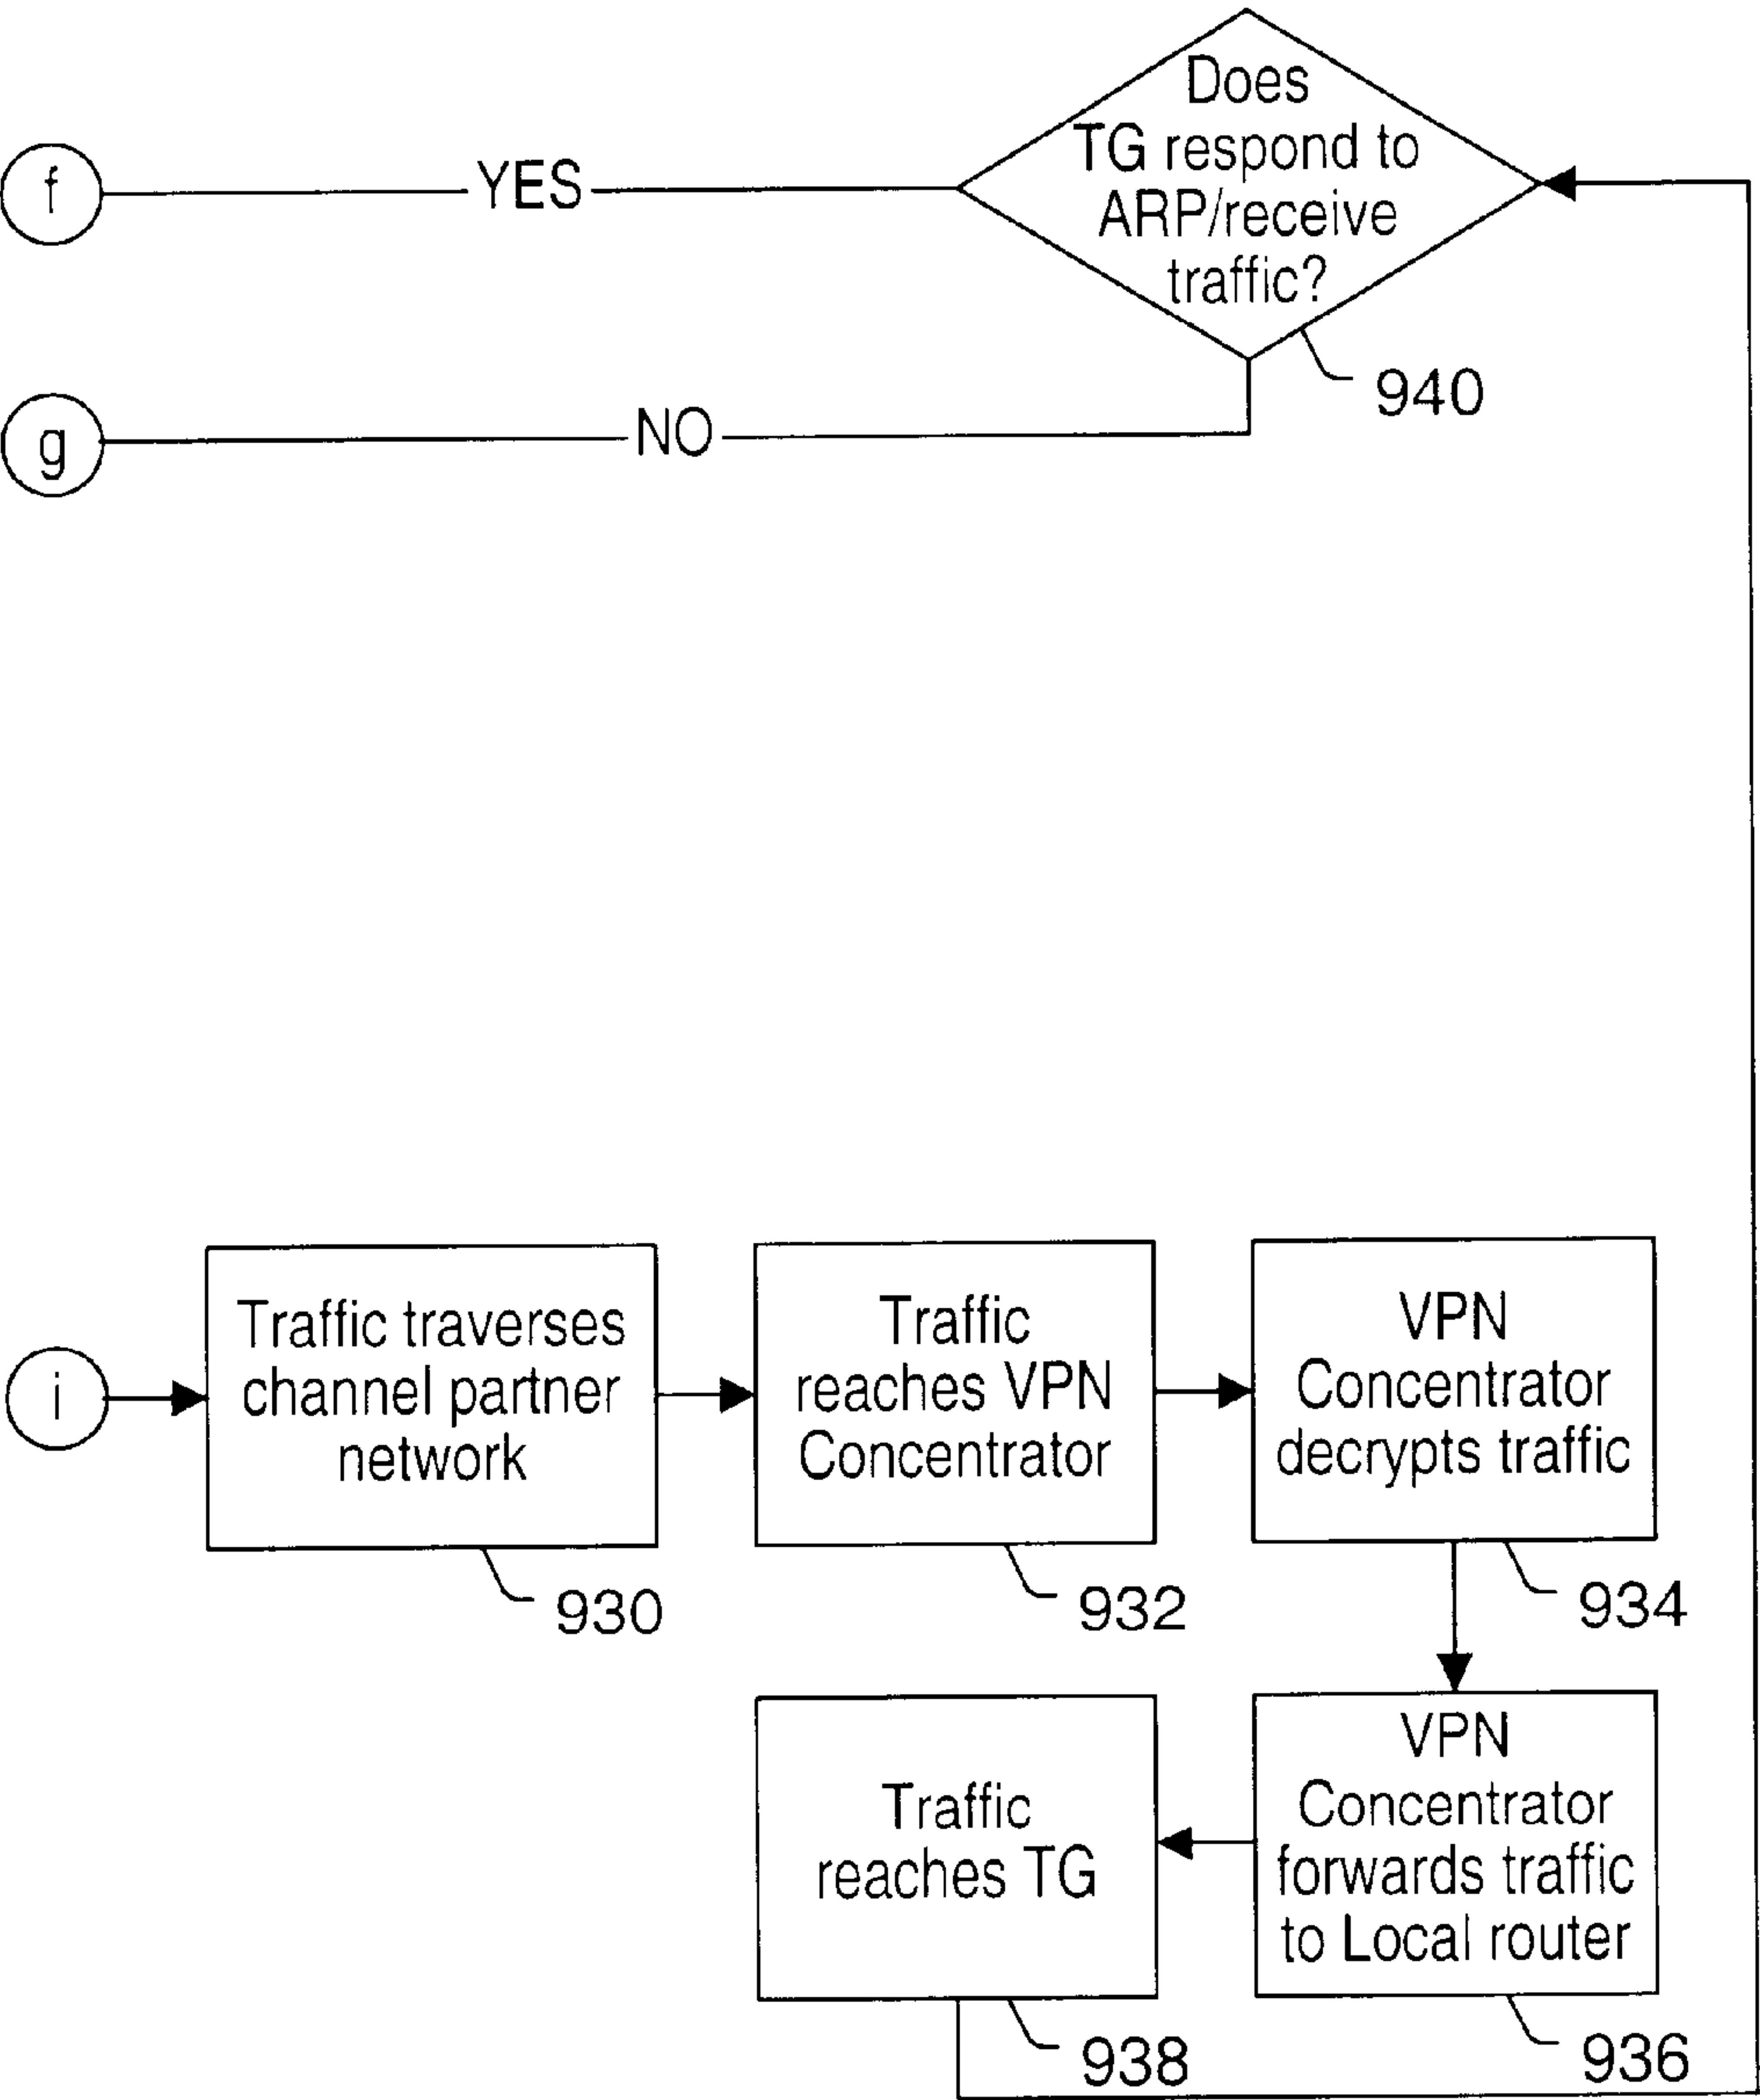 Does
TG respond to
ARP/receive
traffic?
940
f
YES
g
NO
i
Traffic traverses
channel partner
network
930
Traffic
reaches VPN
Concentrator
932
VPN
Concentrator
decrypts traffic
934
Traffic
reaches TG
938
VPN
Concentrator
forwards traffic
to Local router
936